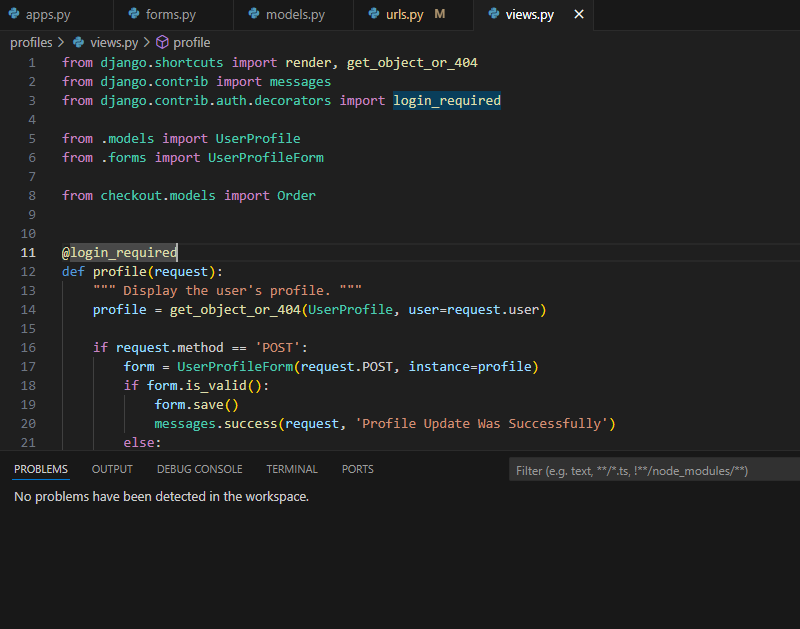 apps.py forms.py models.py urls.py M views.py
profiles > views.py > profile
1 from django.shortcuts import render, get_object_or_404
2 from django.contrib import messages
3 from django.contrib.auth.decorators import login_required
4
5 from .models import UserProfile
6 from .forms import UserProfileForm
7
8 from checkout.models import Order
9
10
11 @login_required
12 def profile(request):
13 """ Display the user's profile. """
14 profile = get_object_or_404(UserProfile, user=request.user)
15
16 if request.method == 'POST':
17 form = UserProfileForm(request.POST, instance=profile)
18 if form.is_valid():
19 form.save()
20 messages.success(request, 'Profile Update Was Successfully')
21 else:
PROBLEMS OUTPUT DEBUG CONSOLE TERMINAL PORTS Filter (e.g. text, **/*.ts, !**/node_modules/**)
No problems have been detected in the workspace.